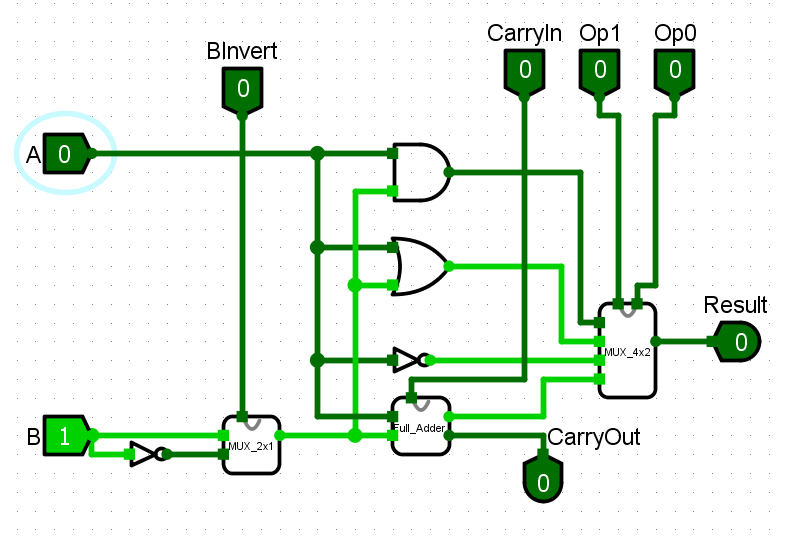 CarryIn Op1 Op0
BInvert
0 0 0
0
A 0
Result
MUX_4x2 0
B 1
MUX_2x1
Full_Adder
CarryOut
0